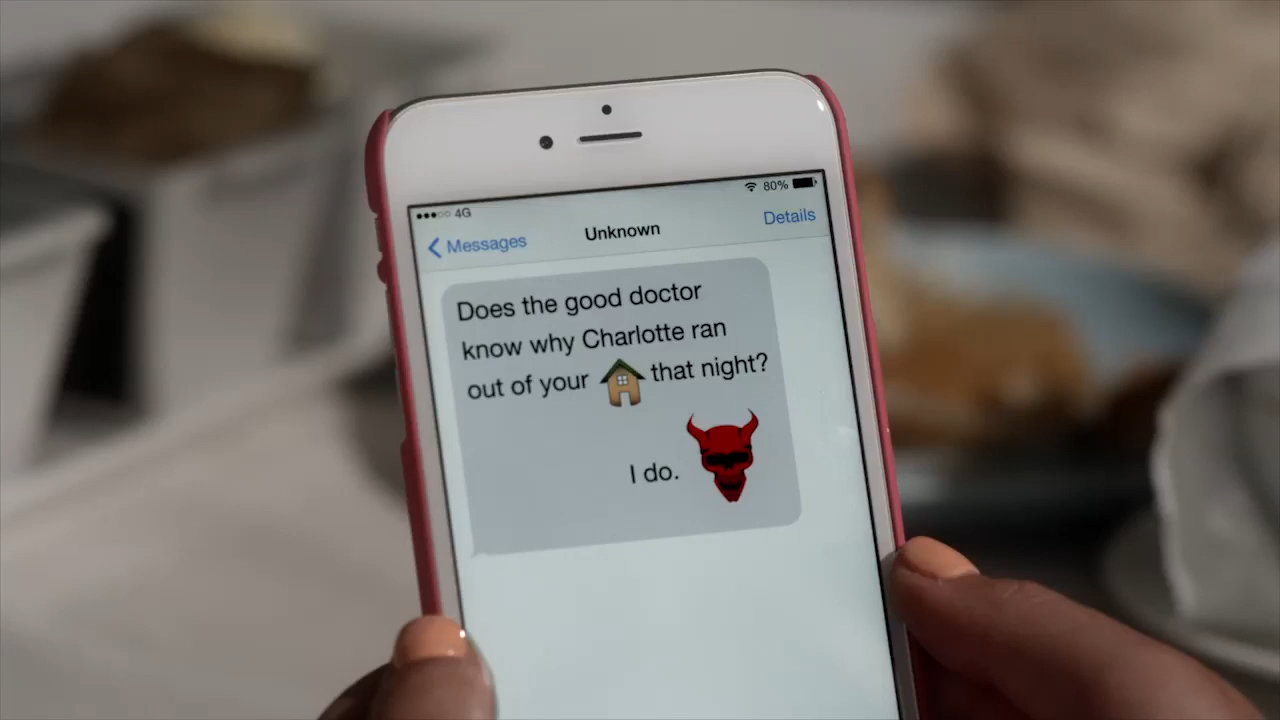 4G
80%
Messages
Unknown
Details
Does the good doctor
know why Charlotte ran
out of your 🏠 that night?
I do.